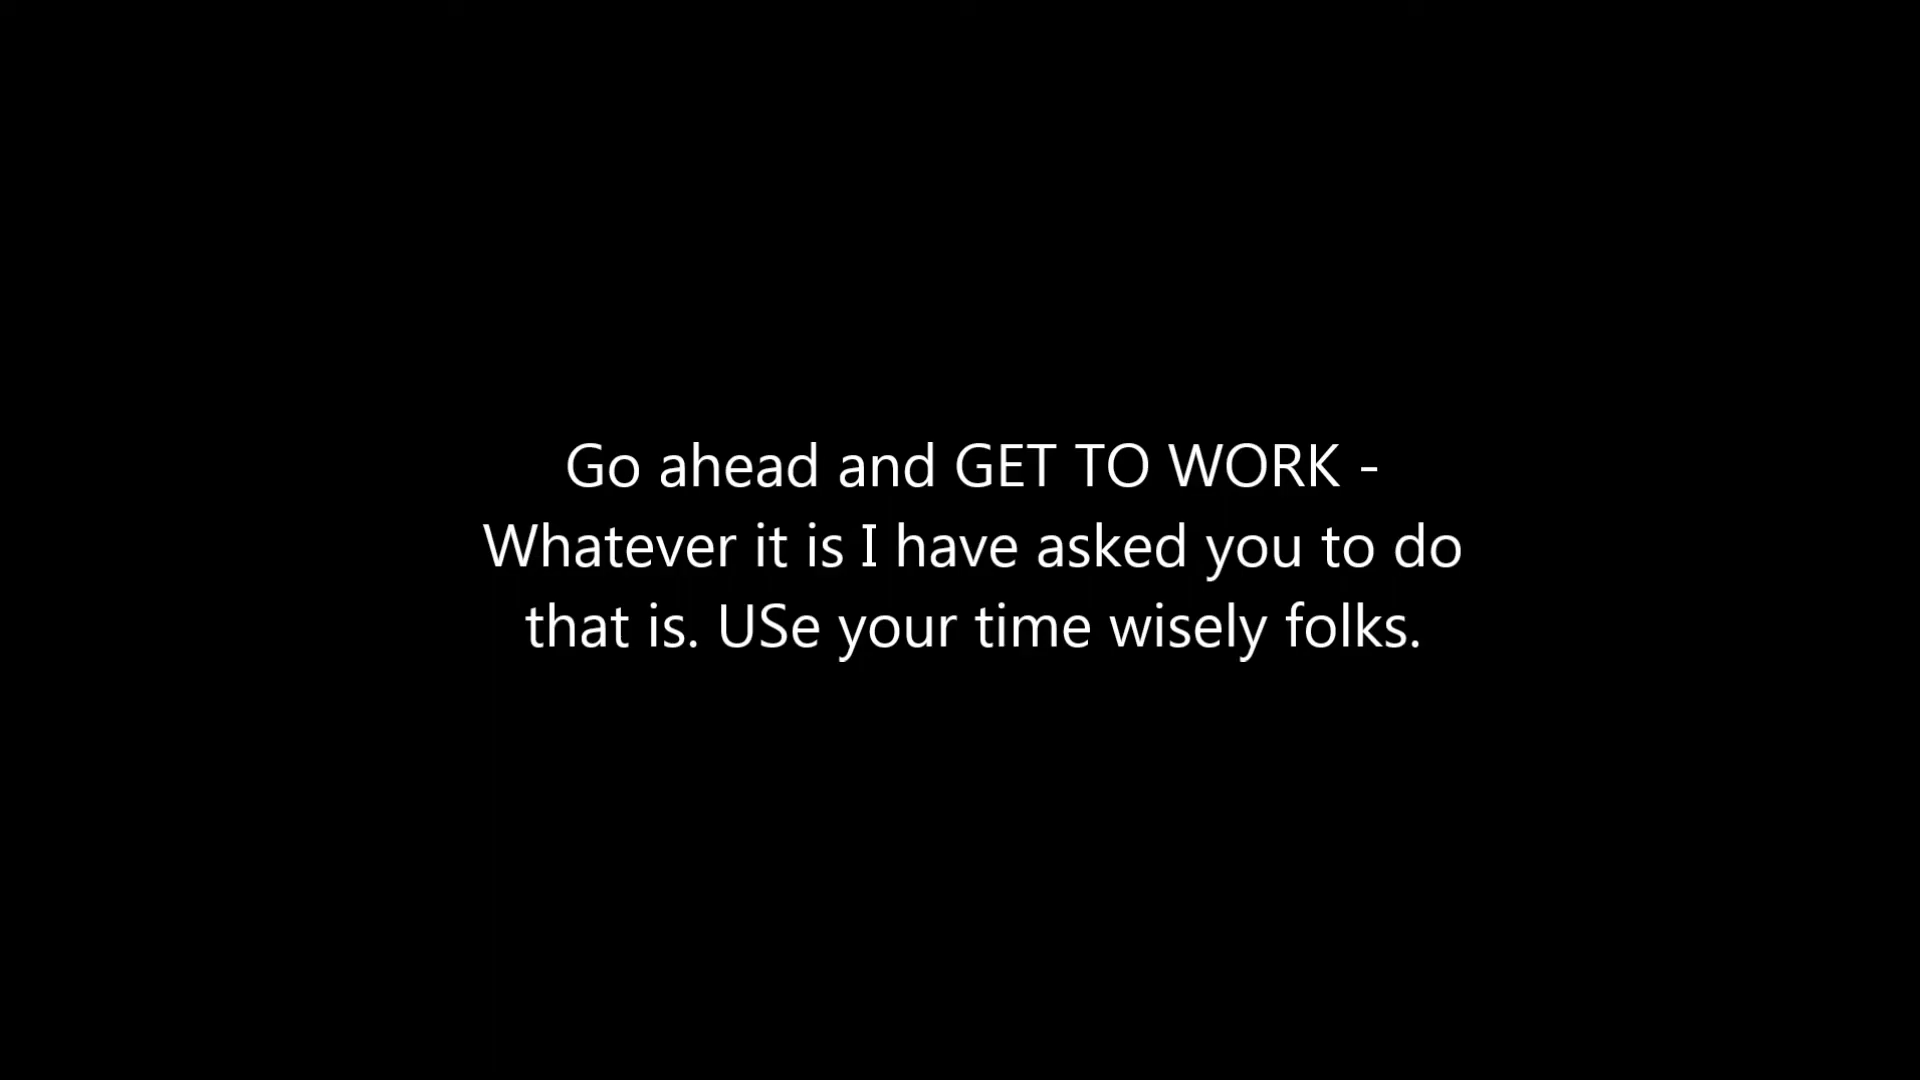 Go ahead and GET TO WORK -
Whatever it is I have asked you to do
that is. USe your time wisely folks.